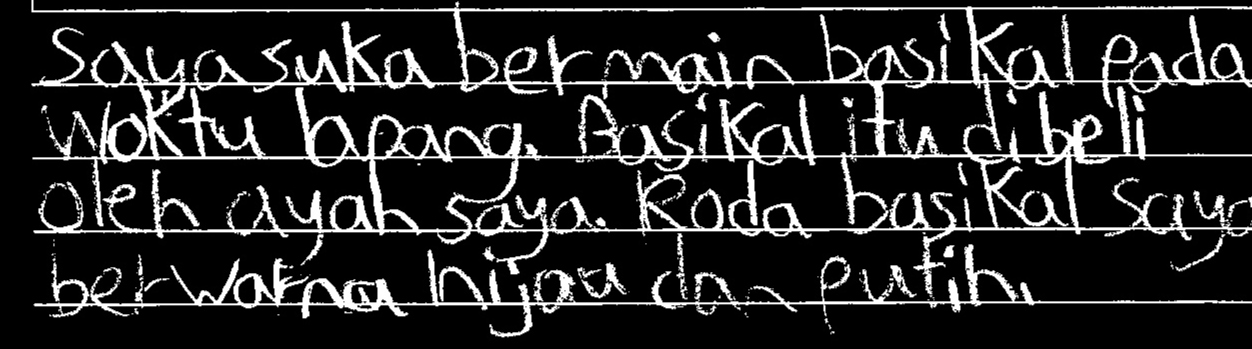 Saya suka bermain basikal pada
waktu lapang. Basikal itu dibeli
oleh ayah saya. Roda basikal saya
berwarna hijau dan putih.